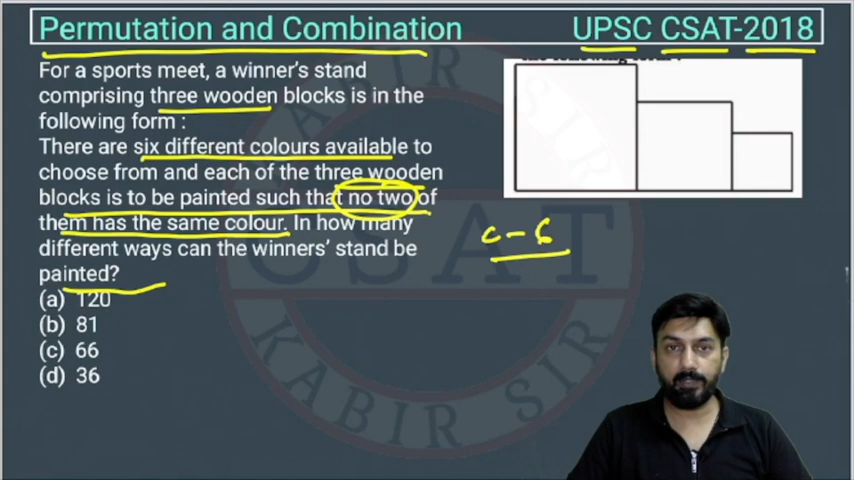 Permutation and Combination
UPSC CSAT-2018
For a sports meet, a winner's stand
comprising three wooden blocks is in the
following form :
There are six different colours available to
choose from and each of the three wooden
blocks is to be painted such that no two of
them has the same colour. In how many
different ways can the winners' stand be
painted?
(a) 120
(b) 81
(c) 66
(d) 36
c - 6
CSAT
KABIR SIR